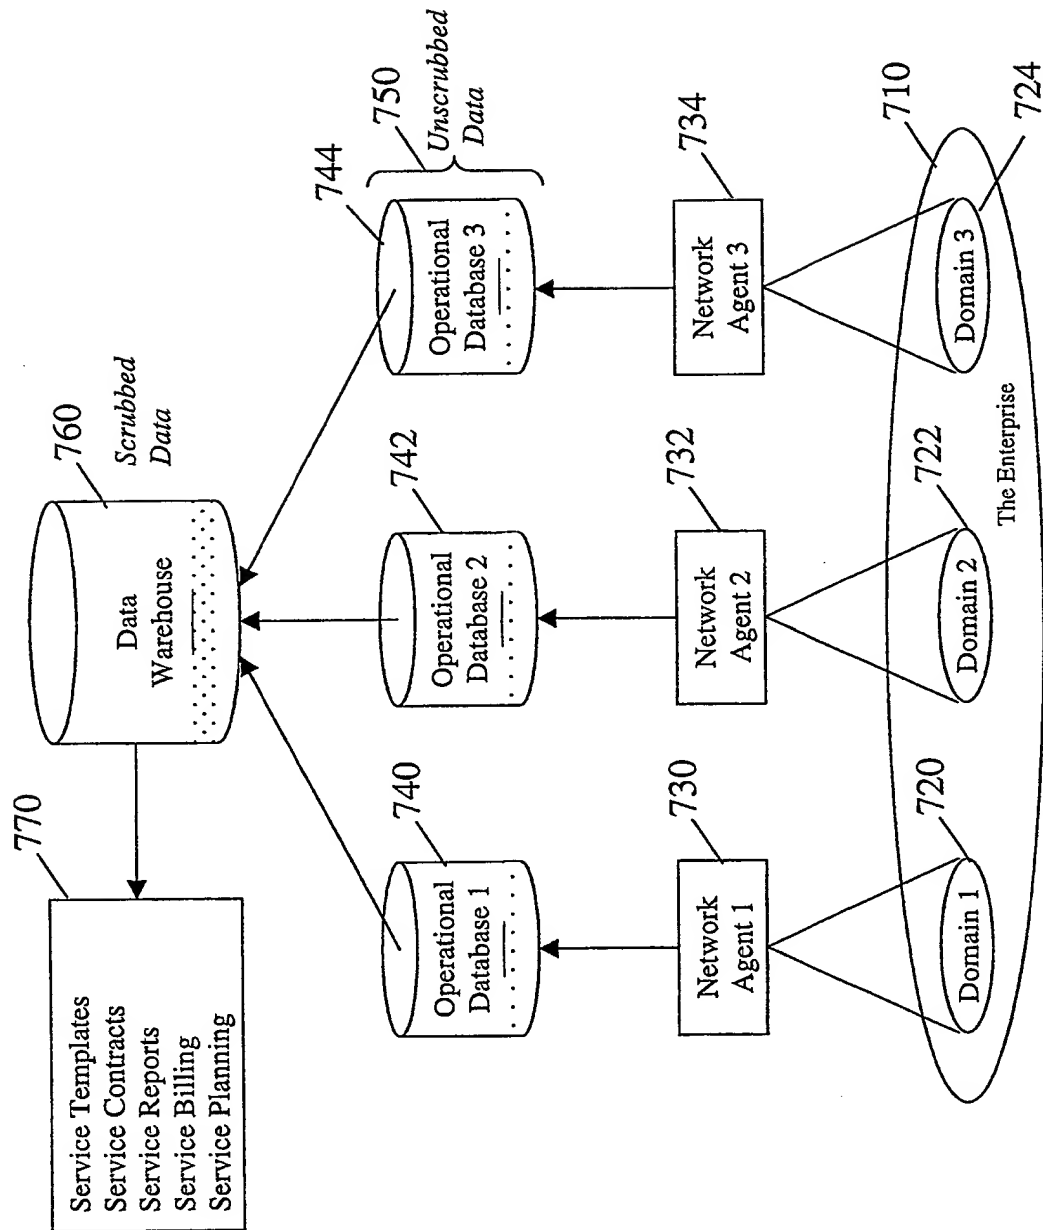 770
Service Templates
Service Contracts
Service Reports
Service Billing
Service Planning
760
Scrubbed
Data
Data
Warehouse
740
Operational
Database 1
742
Operational
Database 2
744
Operational
Database 3
750
Unscrubbed
Data
730
Network
Agent 1
732
Network
Agent 2
734
Network
Agent 3
720
Domain 1
722
Domain 2
710
724
Domain 3
The Enterprise